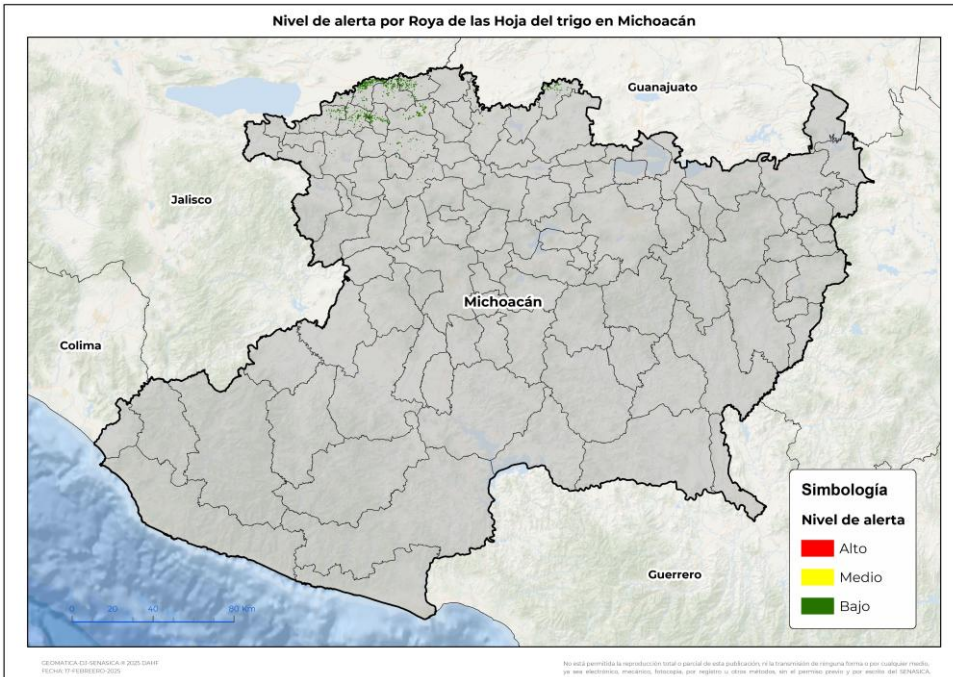 Nivel de alerta por Roya de las Hoja del trigo en Michoacán
Guanajuato
Jalisco
Michoacán
Colima
Guerrero
Simbología
Nivel de alerta
Alto
Medio
Bajo
0 20 40 80 Km
GEOMATICA-DJ-SENASICA-R 2025 DAHF
FECHA: 17-FEBRERERO-2025
No está permitida la reproducción total o parcial de esta publicación, ni la transmisión de ninguna forma o por cualquier medio,
ya sea electrónico, mecánico, fotocopia, por registro u otros métodos, sin el permiso previo y por escrito del SENASICA.